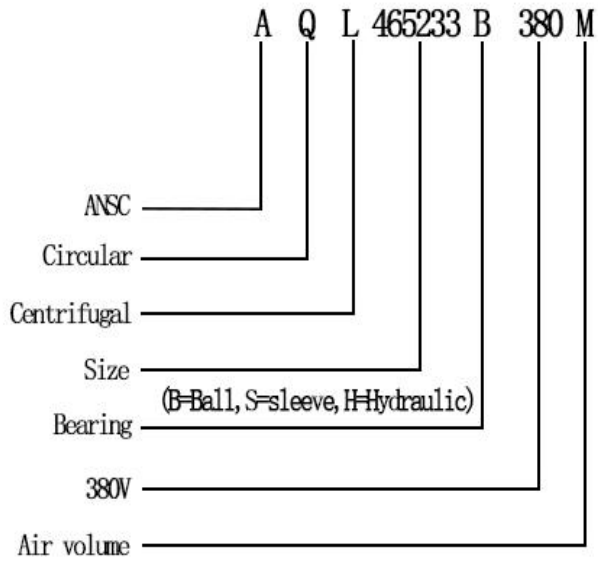 A Q L 465233 B 380 M
ANSC
Circular
Centrifugal
Size
(B=Ball, S=sleeve, H=Hydraulic)
Bearing
380V
Air volume